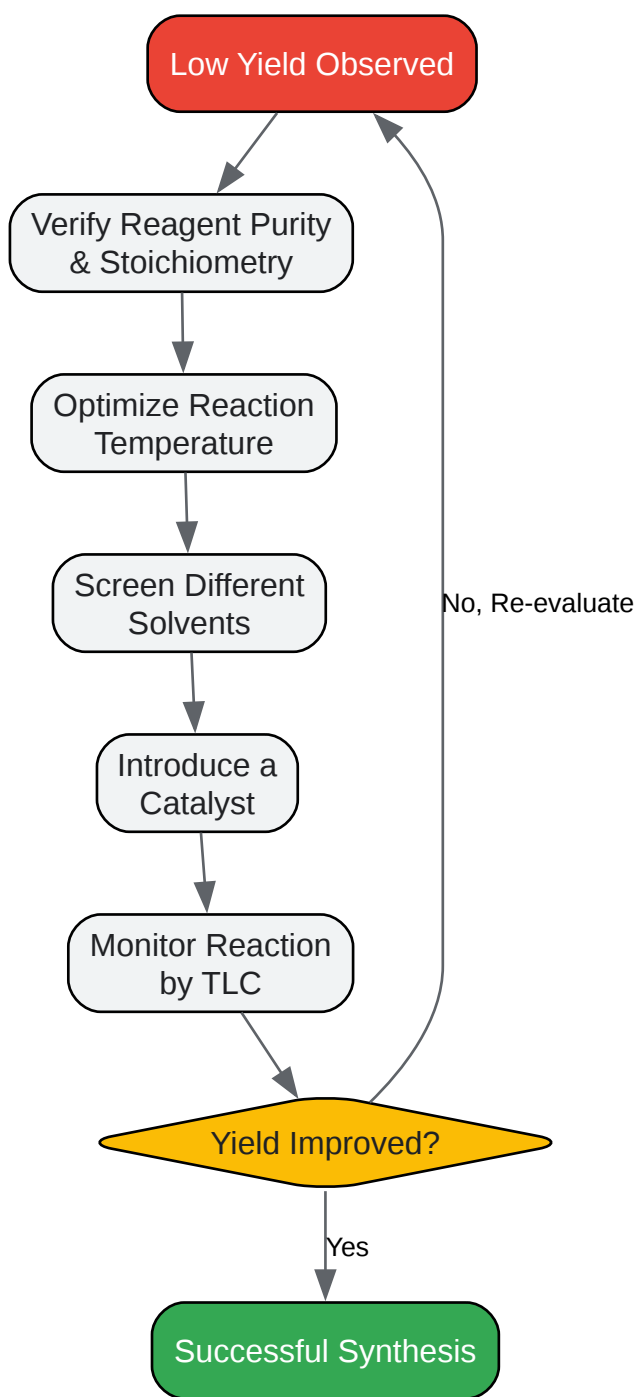 Low Yield Observed
Verify Reagent Purity
& Stoichiometry
Optimize Reaction
Temperature
Screen Different
Solvents
No, Re-evaluate
Introduce a
Catalyst
Monitor Reaction
by TLC
Yield Improved?
Yes
Successful Synthesis